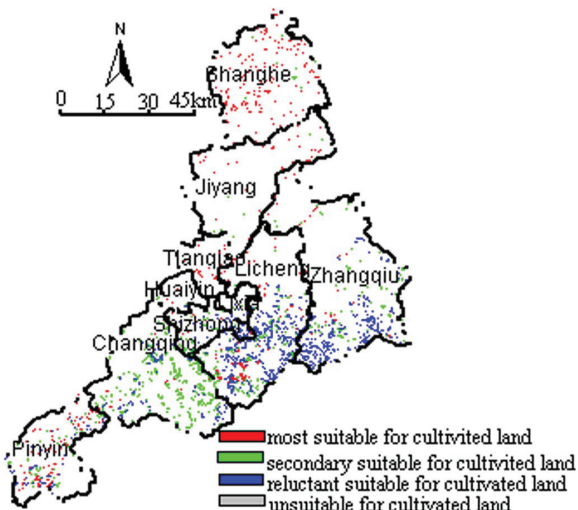 N
Shanghe
0 15 30 45km
Jiyang
Tianqiao
Licheng
Zhangqiu
Huaiyin
Lixia
Shizhong
Changqing
Pinyin
most suitable for cultivited land
secondary suitable for cultivited land
reluctant suitable for cultivated land
unsuitable for cultivated land